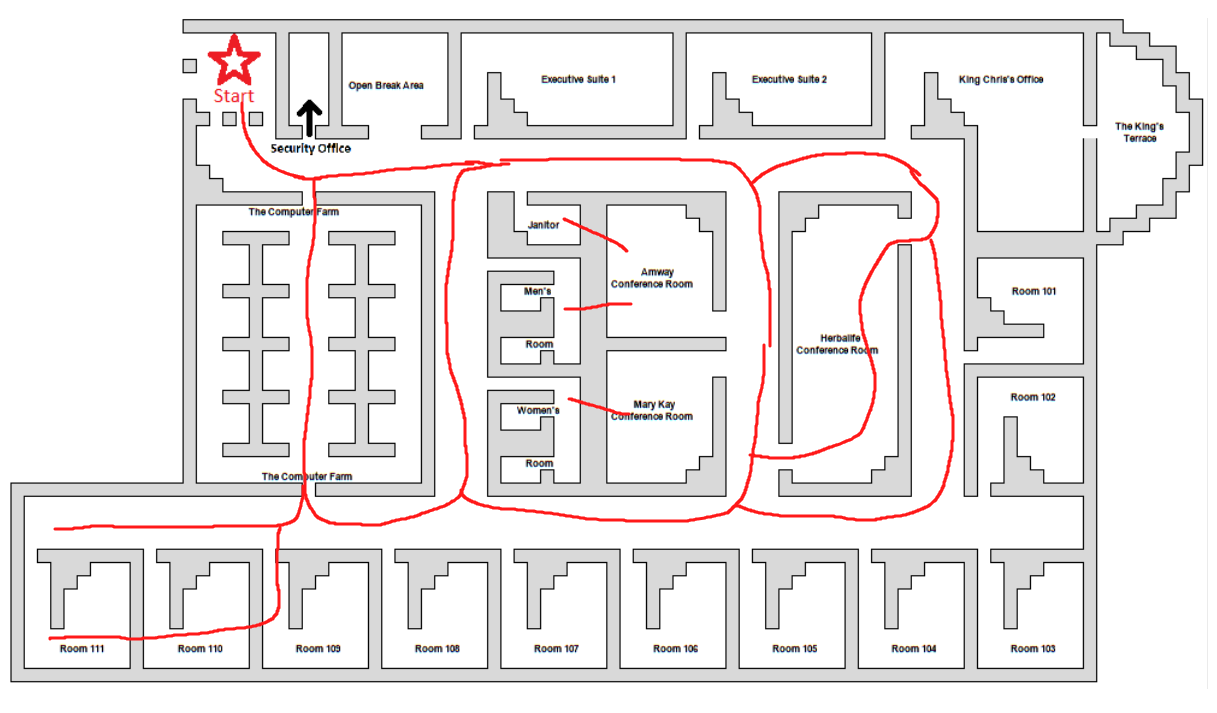 Start
Open Break Area
Executive Suite 1
Executive Suite 2
King Chris's Office
The King's
Terrace
Security Office
The Computer Farm
Janitor
Amway
Conference Room
Men's
Room
Room 101
Herbalife
Conference Room
Women's
Room
Mary Kay
Conference Room
Room 102
The Computer Farm
Room 111
Room 110
Room 109
Room 108
Room 107
Room 106
Room 105
Room 104
Room 103